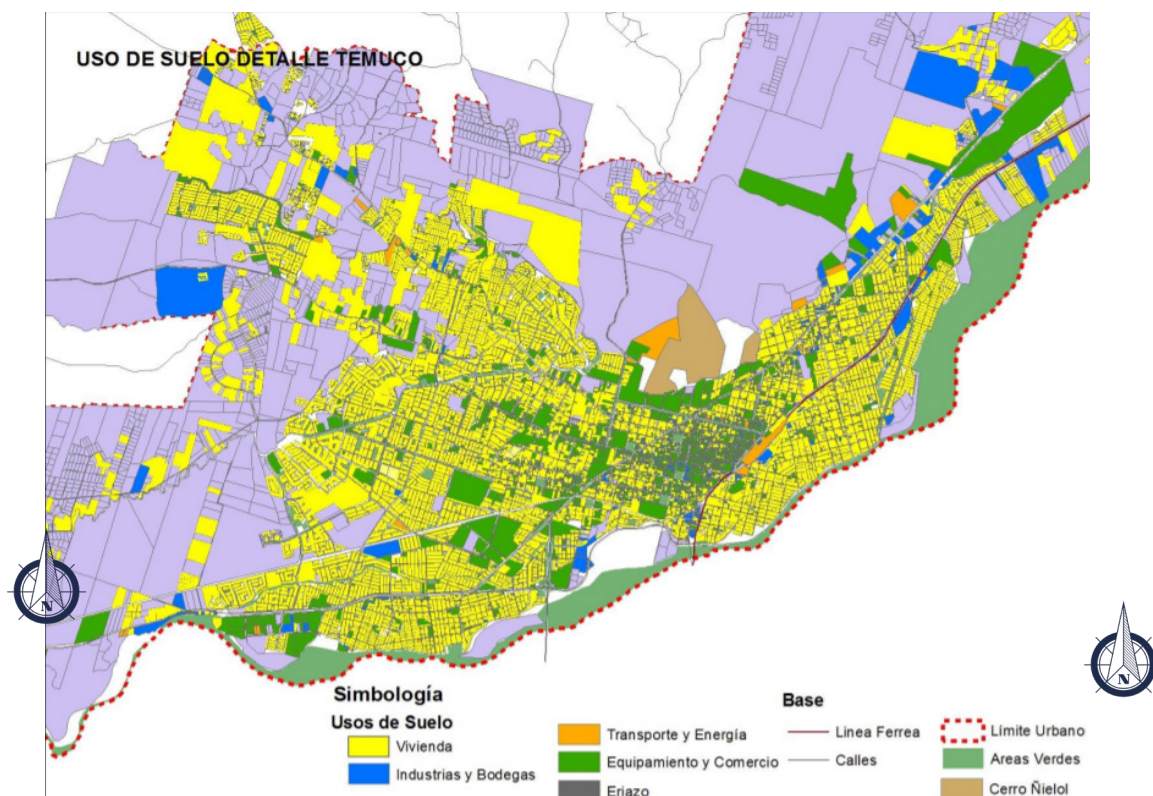 USO DE SUELO DETALLE TEMUCO
N
N
Simbología
Usos de Suelo
Vivienda
Industrias y Bodegas
Transporte y Energía
Equipamiento y Comercio
Eriazo
Base
Linea Ferrea
Calles
Límite Urbano
Areas Verdes
Cerro Ñielol